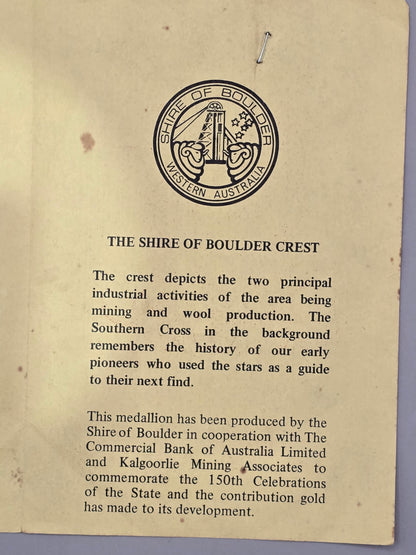 SHIRE OF BOULDER
WESTERN AUSTRALIA
THE SHIRE OF BOULDER CREST
The crest depicts the two principal
industrial activities of the area being
mining and wool production. The
Southern Cross in the background
remembers the history of our early
pioneers who used the stars as a guide
to their next find.
This medallion has been produced by the
Shire of Boulder in cooperation with The
Commercial Bank of Australia Limited
and Kalgoorlie Mining Associates to
commemorate the 150th Celebrations
of the State and the contribution gold
has made to its development.